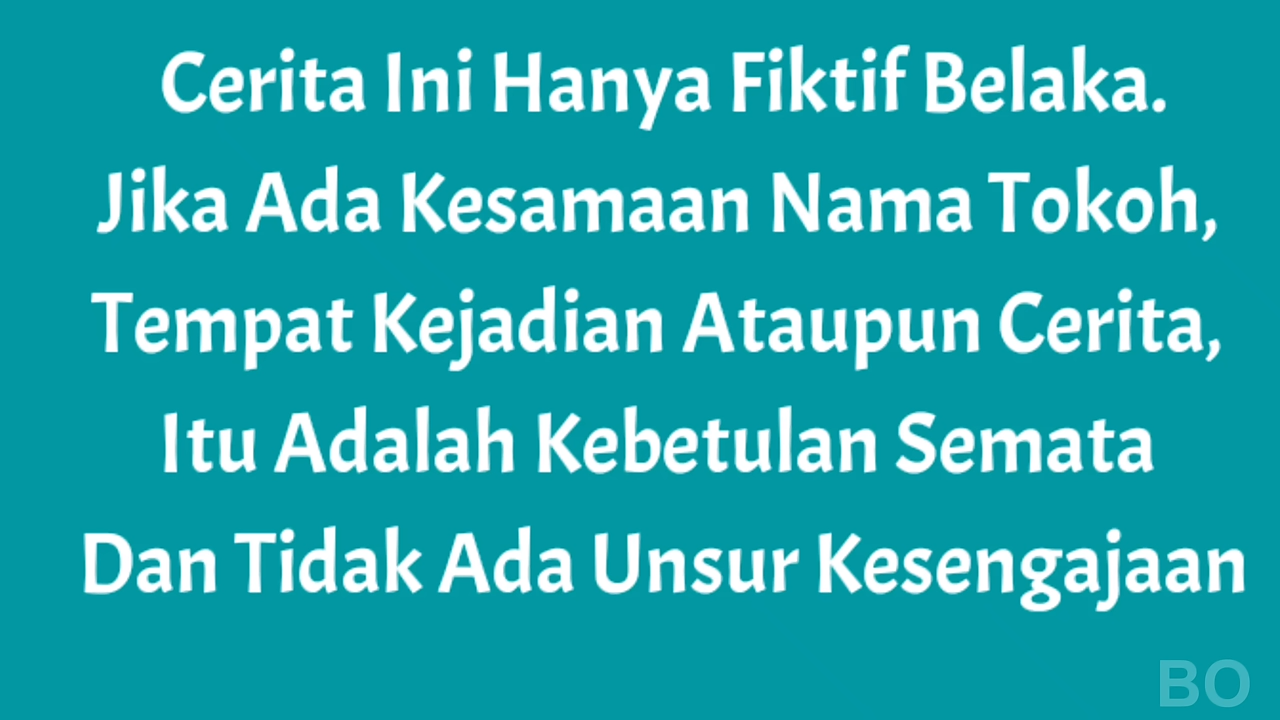 Cerita Ini Hanya Fiktif Belaka.
Jika Ada Kesamaan Nama Tokoh,
Tempat Kejadian Ataupun Cerita,
Itu Adalah Kebetulan Semata
Dan Tidak Ada Unsur Kesengajaan
BO